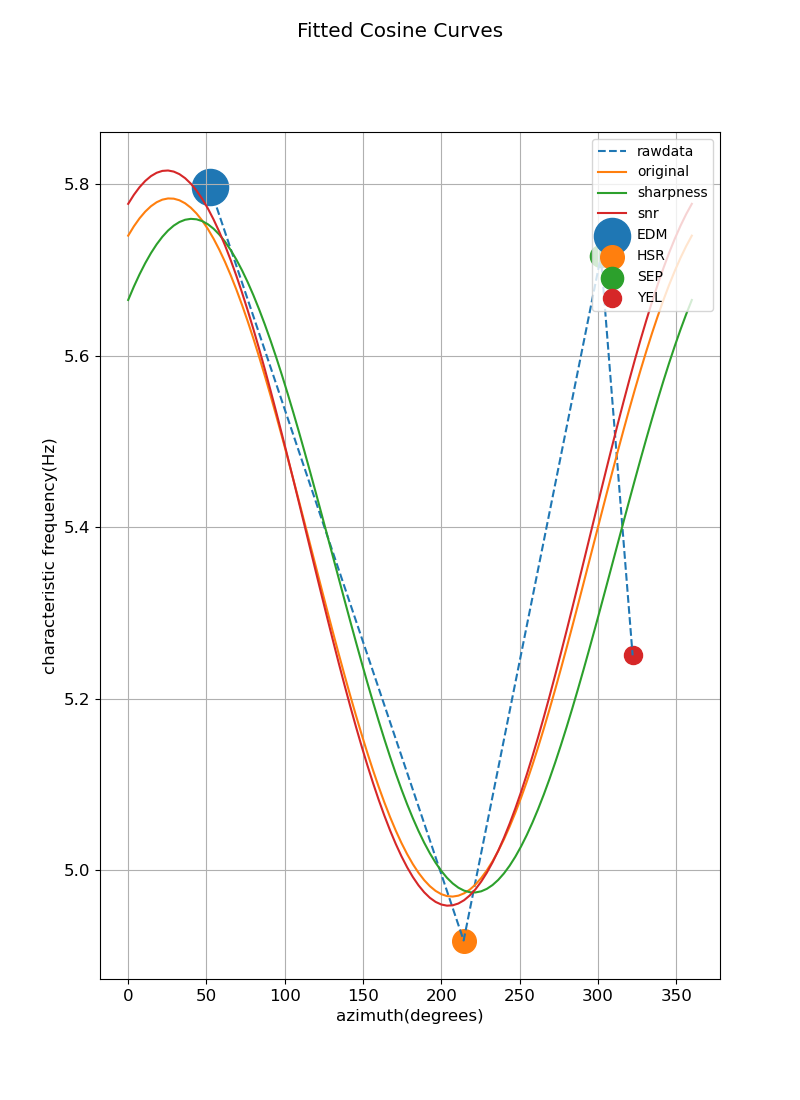 Fitted Cosine Curves
rawdata
original
sharpness
snr
EDM
HSR
SEP
YEL
5.8
5.6
5.4
5.2
5.0
characteristic frequency(Hz)
0 50 100 150 200 250 300 350
azimuth(degrees)